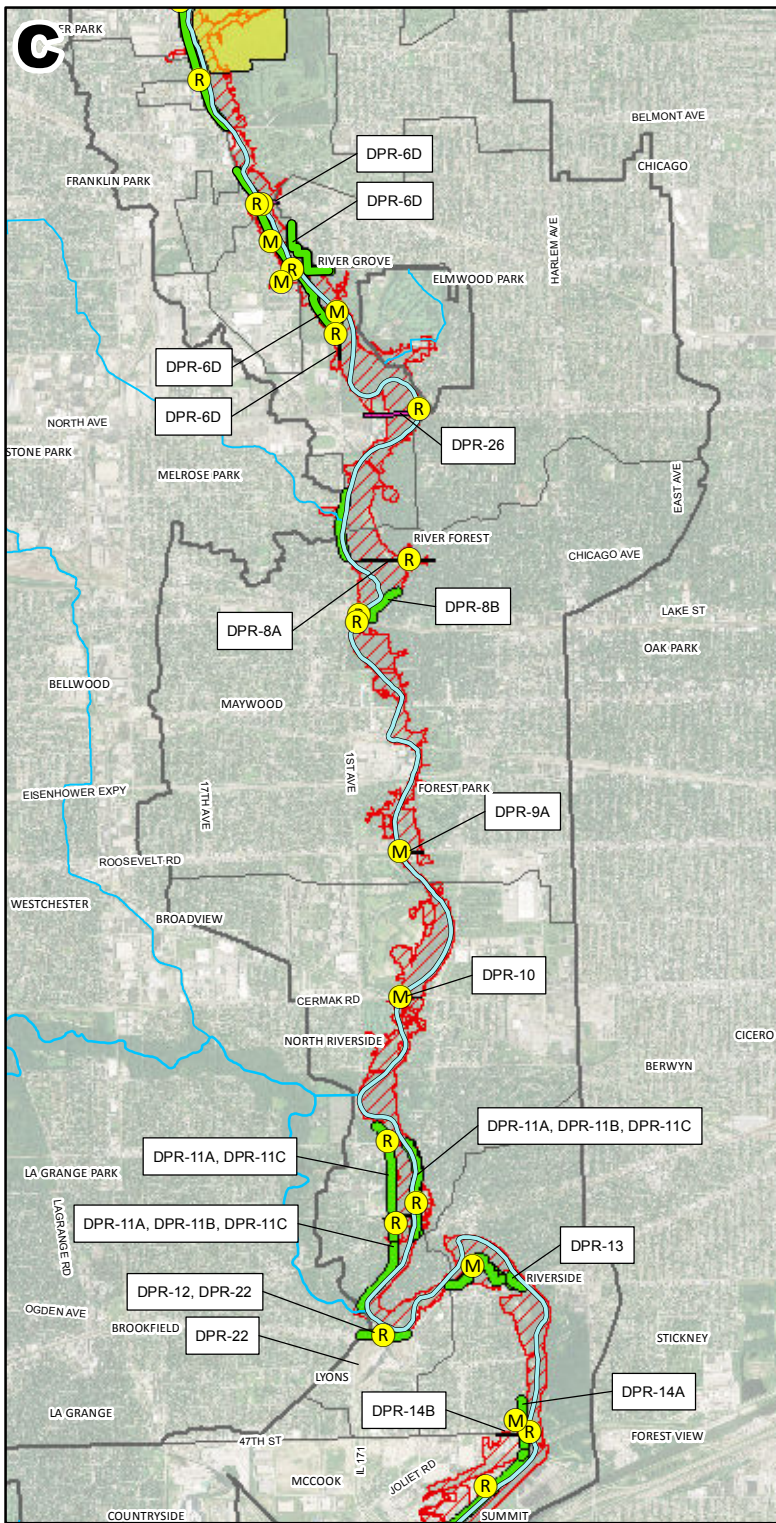 C
ER PARK
R
BELMONT AVE
CHICAGO
DPR-6D
FRANKLIN PARK
DPR-6D
R
HARLEM AVE
M
RIVER GROVE
R
ELMWOOD PARK
M
M
R
DPR-6D
DPR-6D
R
NORTH AVE
DPR-26
STONE PARK
MELROSE PARK
EAST AVE
RIVER FOREST
R
CHICAGO AVE
DPR-8B
LAKE ST
R
DPR-8A
OAK PARK
BELLWOOD
MAYWOOD
1ST AVE
EISENHOWER EXPY
17TH AVE
FOREST PARK
DPR-9A
M
ROOSEVELT RD
WESTCHESTER
BROADVIEW
DPR-10
CERMAK RD
M
NORTH RIVERSIDE
CICERO
BERWYN
DPR-11A, DPR-11B, DPR-11C
R
DPR-11A, DPR-11C
LA GRANGE PARK
R
LAGRANGE RD
DPR-11A, DPR-11B, DPR-11C
R
DPR-13
M
RIVERSIDE
DPR-12, DPR-22
OGDEN AVE
BROOKFIELD
R
DPR-22
STICKNEY
LYONS
DPR-14A
LA GRANGE
DPR-14B
M
R
FOREST VIEW
47TH ST
IL 171
JOLIET RD
MCCOOK
R
COUNTRYSIDE
SUMMIT